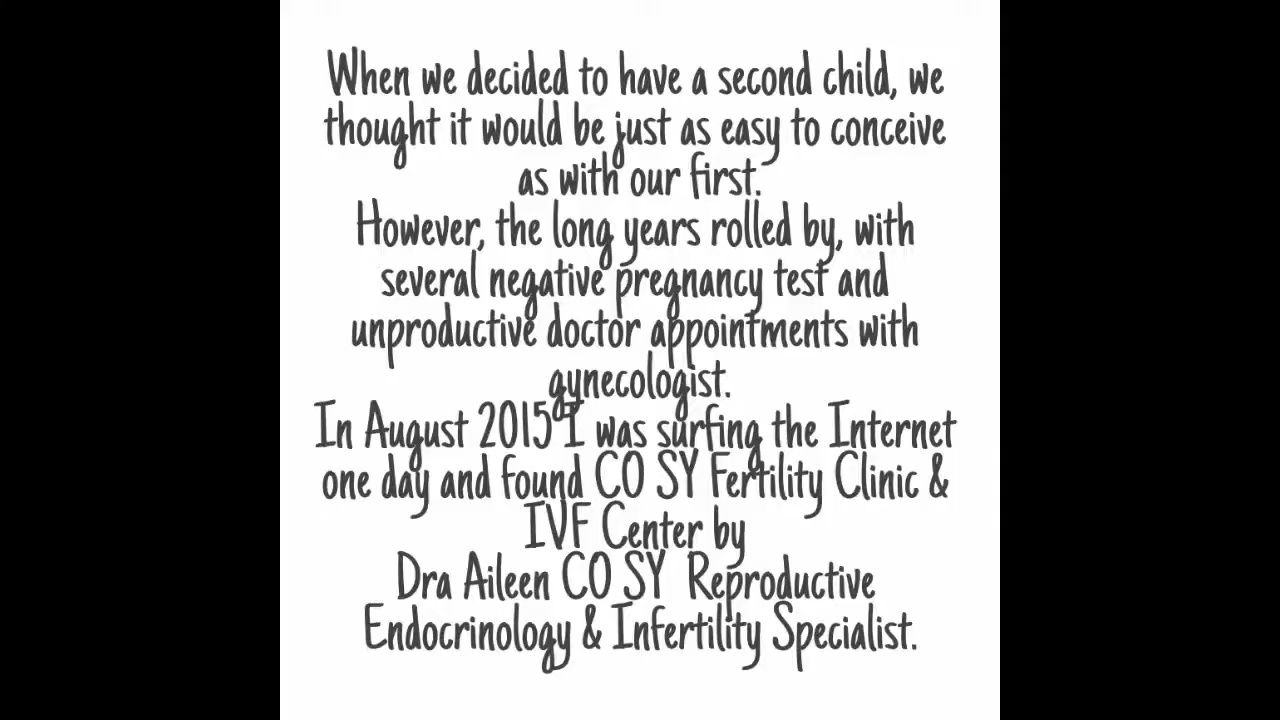 When we decided to have a second child, we
thought it would be just as easy to conceive
as with our first.
However, the long years rolled by, with
several negative pregnancy test and
unproductive doctor appointments with
gynecologist.
In August 2015 I was surfing the Internet
one day and found CO SY Fertility Clinic &
IVF Center by
Dra Aileen CO SY Reproductive
Endocrinology & Infertility Specialist.